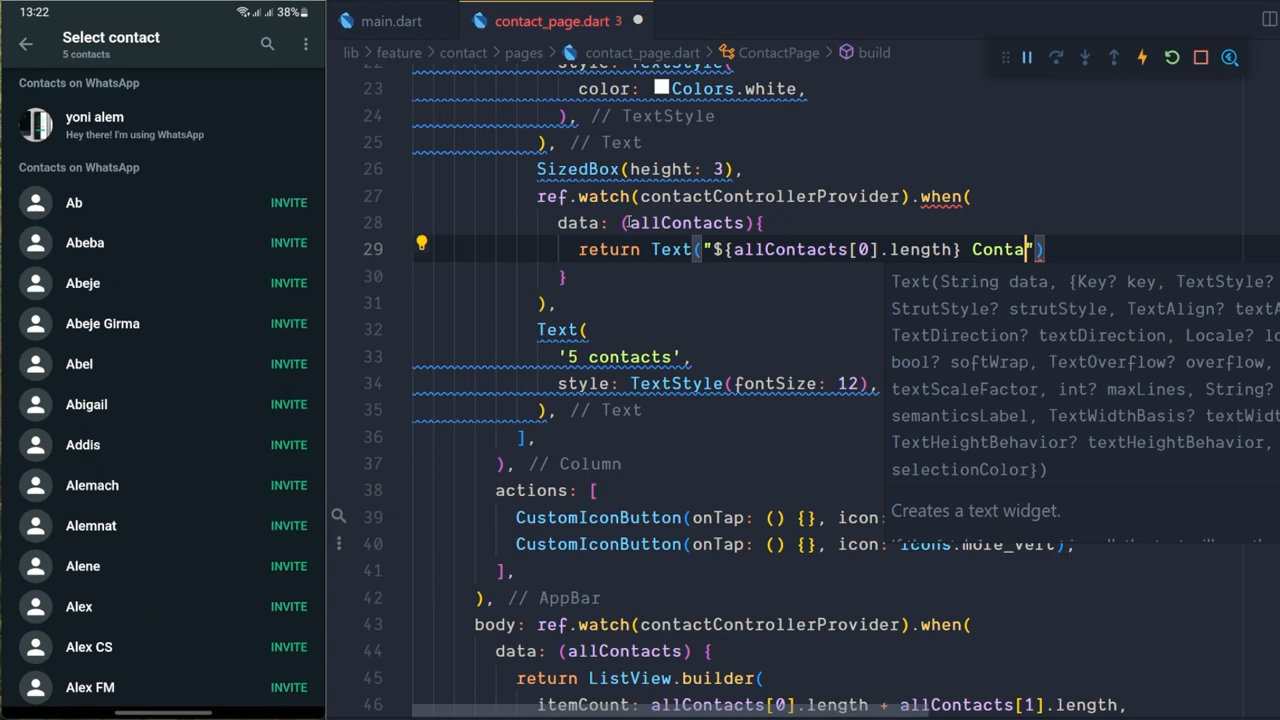 13:22
38%
Select contact
5 contacts
Contacts on WhatsApp
yoni alem
Hey there! I'm using WhatsApp
Contacts on WhatsApp
Ab INVITE
Abeba INVITE
Abeje INVITE
Abeje Girma INVITE
Abel INVITE
Abigail INVITE
Addis INVITE
Alemach INVITE
Alemnat INVITE
Alene INVITE
Alex INVITE
Alex CS INVITE
Alex FM INVITE
main.dart
contact_page.dart 3
lib > feature > contact > pages > contact_page.dart > ContactPage > build
23 color: Colors.white,
24 ), // TextStyle
25 ), // Text
26 SizedBox(height: 3),
27 ref.watch(contactControllerProvider).when(
28 data: (allContacts){
29 return Text("${allContacts[0].length} Conta")
30 }
31 ),
32 Text(
33 '5 contacts',
34 style: TextStyle(fontSize: 12),
35 ), // Text
36 ],
37 ), // Column
38 actions: [
39 CustomIconButton(onTap: () {}, icon:
40 CustomIconButton(onTap: () {}, icon: Icons.more_vert),
41 ],
42 ), // AppBar
43 body: ref.watch(contactControllerProvider).when(
44 data: (allContacts) {
45 return ListView.builder(
46 itemCount: allContacts[0].length + allContacts[1].length,
Text(String data, {Key? key, TextStyle?
StrutStyle? strutStyle, TextAlign? textA
TextDirection? textDirection, Locale? lo
bool? softWrap, TextOverflow? overflow,
textScaleFactor, int? maxLines, String?
semanticsLabel, TextWidthBasis? textWidt
TextHeightBehavior? textHeightBehavior,
selectionColor})
Creates a text widget.